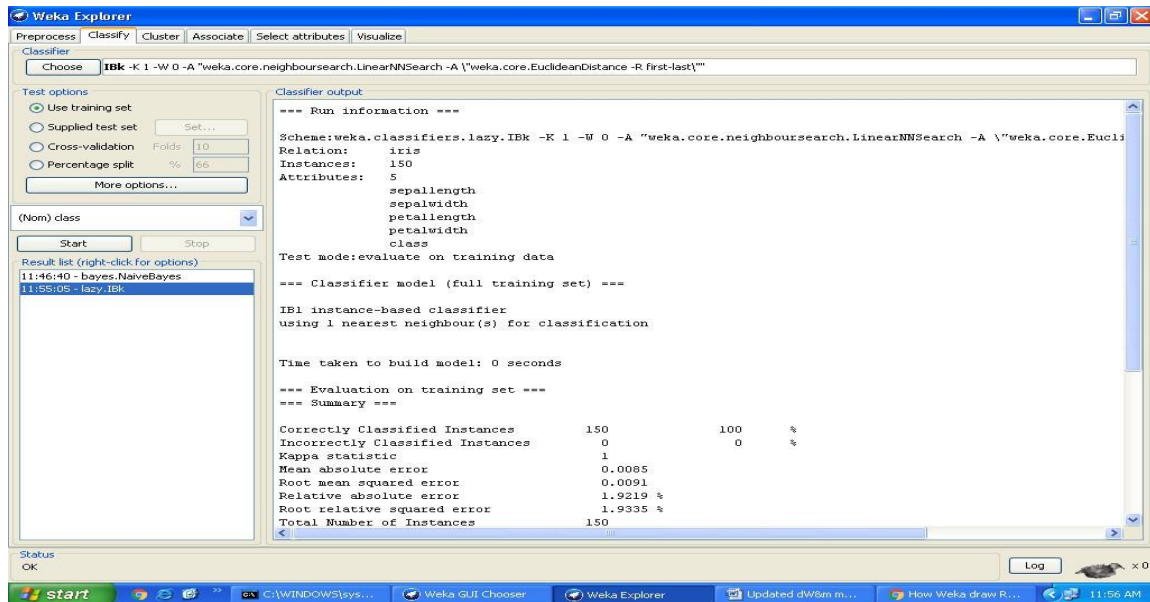 Weka Explorer
Preprocess Classify Cluster Associate Select attributes Visualize
Classifier
Choose IBk -K 1 -W 0 -A "weka.core.neighboursearch.LinearNNSearch -A \"weka.core.EuclideanDistance -R first-last\""
Test options
Use training set
Supplied test set Set...
Cross-validation Folds 10
Percentage split % 66
More options...
(Nom) class
Start Stop
Result list (right-click for options)
11:46:40 - bayes.NaiveBayes
11:55:05 - lazy.IBk
Classifier output
=== Run information ===
Scheme:weka.classifiers.lazy.IBk -K 1 -W 0 -A "weka.core.neighboursearch.LinearNNSearch -A \"weka.core.Eucli
Relation: iris
Instances: 150
Attributes: 5
sepallength
sepalwidth
petallength
petalwidth
class
Test mode:evaluate on training data
=== Classifier model (full training set) ===
IB1 instance-based classifier
using 1 nearest neighbour(s) for classification
Time taken to build model: 0 seconds
=== Evaluation on training set ===
=== Summary ===
Correctly Classified Instances 150 100 %
Incorrectly Classified Instances 0 0 %
Kappa statistic 1
Mean absolute error 0.0085
Root mean squared error 0.0091
Relative absolute error 1.9219 %
Root relative squared error 1.9335 %
Total Number of Instances 150
Status
OK
Log x 0
start C:\WINDOWS\sys... Weka GUI Chooser Weka Explorer Updated dW&m m... How Weka draw R... 11:56 AM